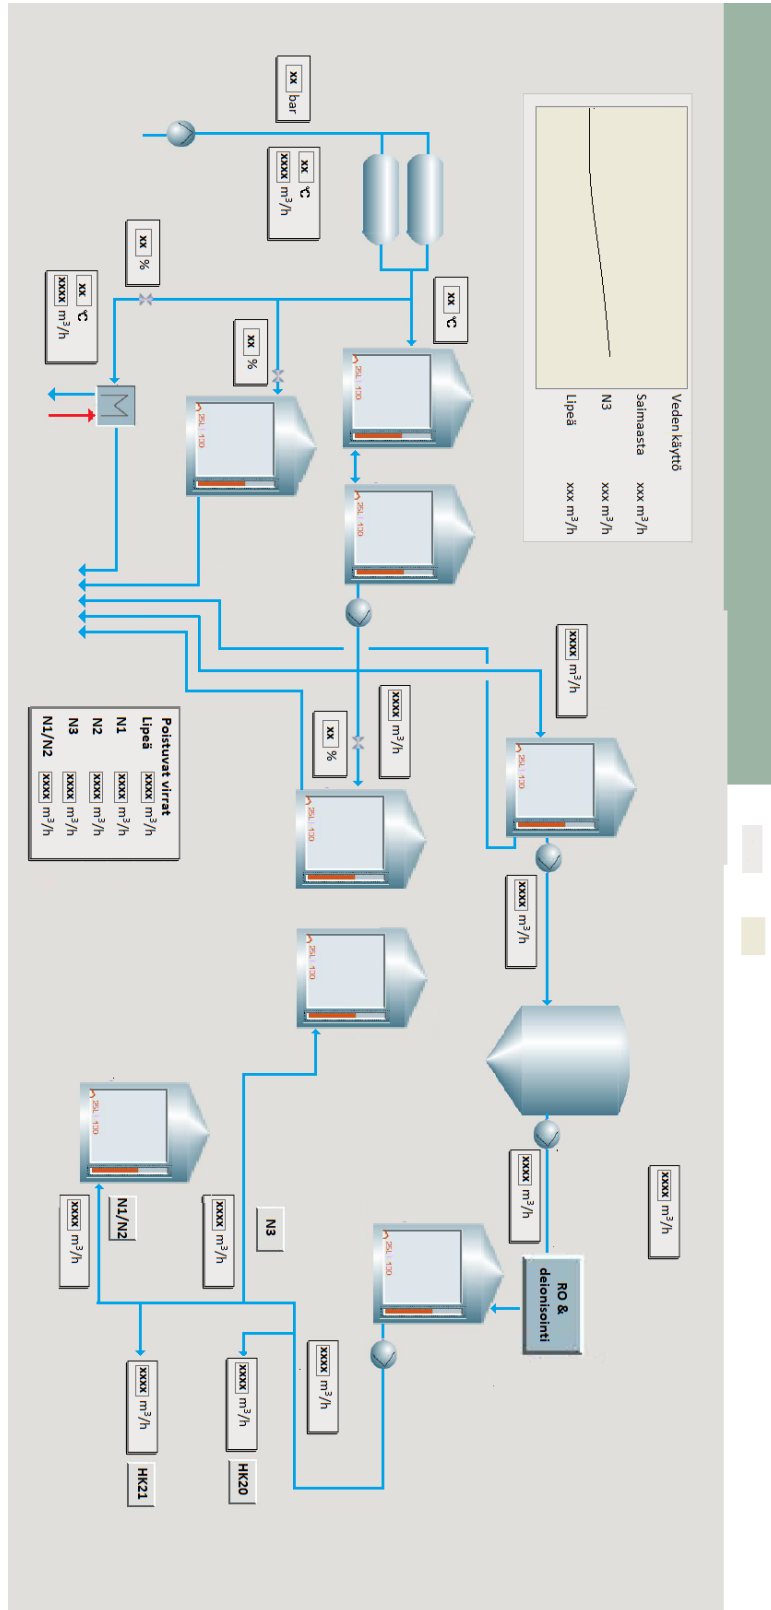 Veden käyttö
Saimaasta xxx m³/h
N3 xxx m³/h
Lipeä xxx m³/h
xxxx m³/h
xxxx m³/h
xxxx m³/h
xxxx m³/h
RO &
deionisointi
xx °C
xxxx m³/h
xx %
xxxx m³/h
xx bar
xx °C
xxxx m³/h
N3
xx %
xxxx m³/h
xxxx m³/h
HK20
xx %
N1/N2
xxxx m³/h
xxxx m³/h
HK21
xx °C
xxxx m³/h
Poistuvat virrat
Lipeä xxxx m³/h
N1 xxxx m³/h
N2 xxxx m³/h
N3 xxxx m³/h
N1/N2 xxxx m³/h